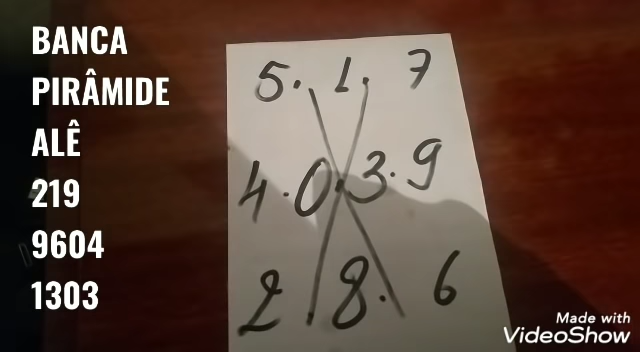 BANCA
PIRÂMIDE
ALÊ
219
9604
1303
5. 1. 7
4.0.3.9
2.8.6
Made with
VideoShow